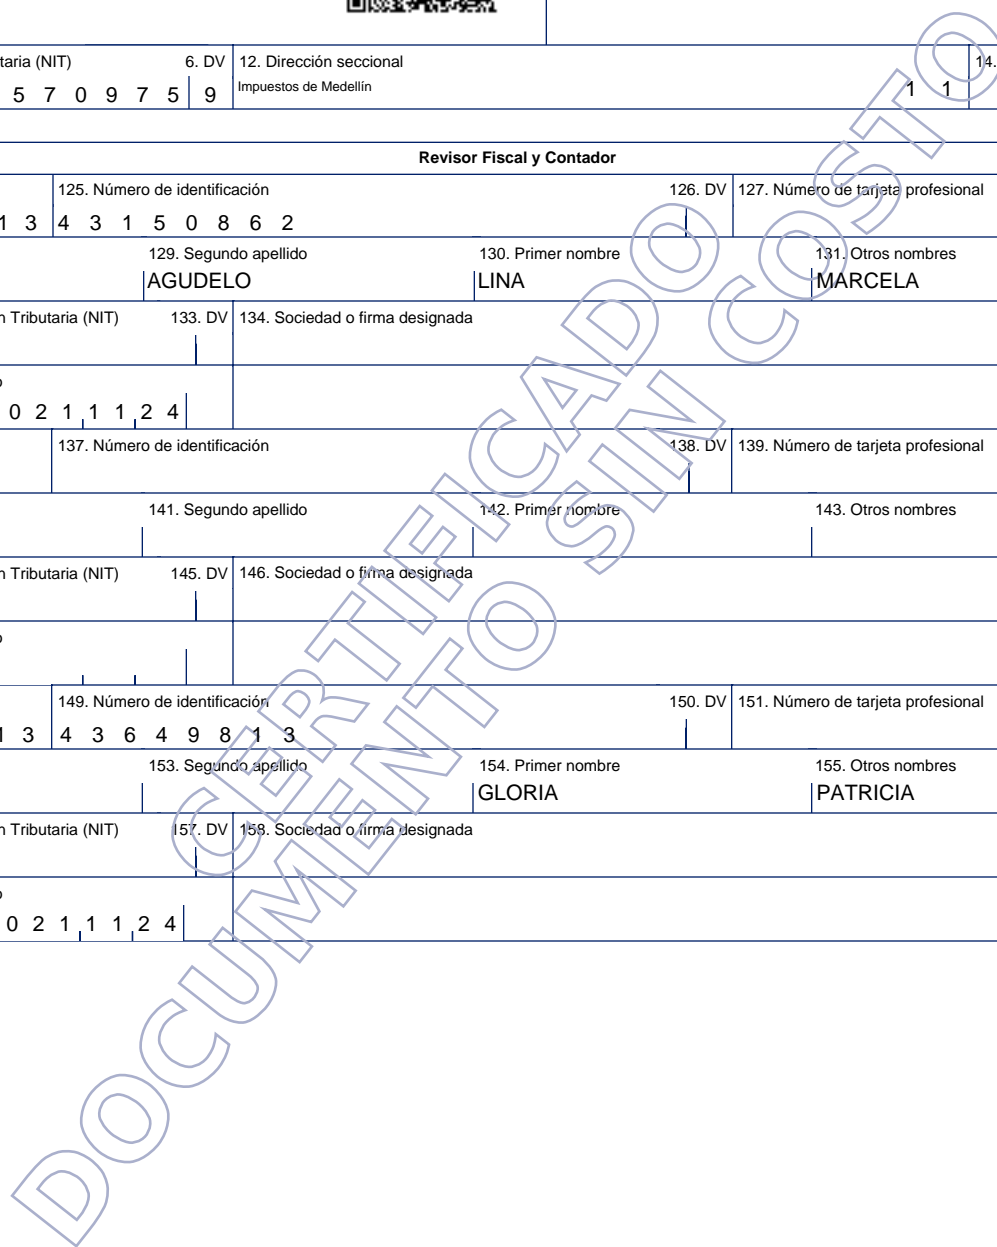 taria (NIT) 6. DV 12. Dirección seccional 14.
5 7 0 9 7 5 9 Impuestos de Medellín 1 1
Revisor Fiscal y Contador
125. Número de identificación 126. DV 127. Número de tarjeta profesional
1 3 4 3 1 5 0 8 6 2
129. Segundo apellido 130. Primer nombre 131. Otros nombres
AGUDELO LINA MARCELA
n Tributaria (NIT) 133. DV 134. Sociedad o firma designada
o
0 2 1 1 1 2 4
137. Número de identificación 138. DV 139. Número de tarjeta profesional
141. Segundo apellido 142. Primer nombre 143. Otros nombres
n Tributaria (NIT) 145. DV 146. Sociedad o firma designada
o
149. Número de identificación 150. DV 151. Número de tarjeta profesional
1 3 4 3 6 4 9 8 1 3
153. Segundo apellido 154. Primer nombre 155. Otros nombres
GLORIA PATRICIA
n Tributaria (NIT) 157. DV 158. Sociedad o firma designada
o
0 2 1 1 1 2 4
CERTIFICADO
DOCUMENTO SIN COSTO